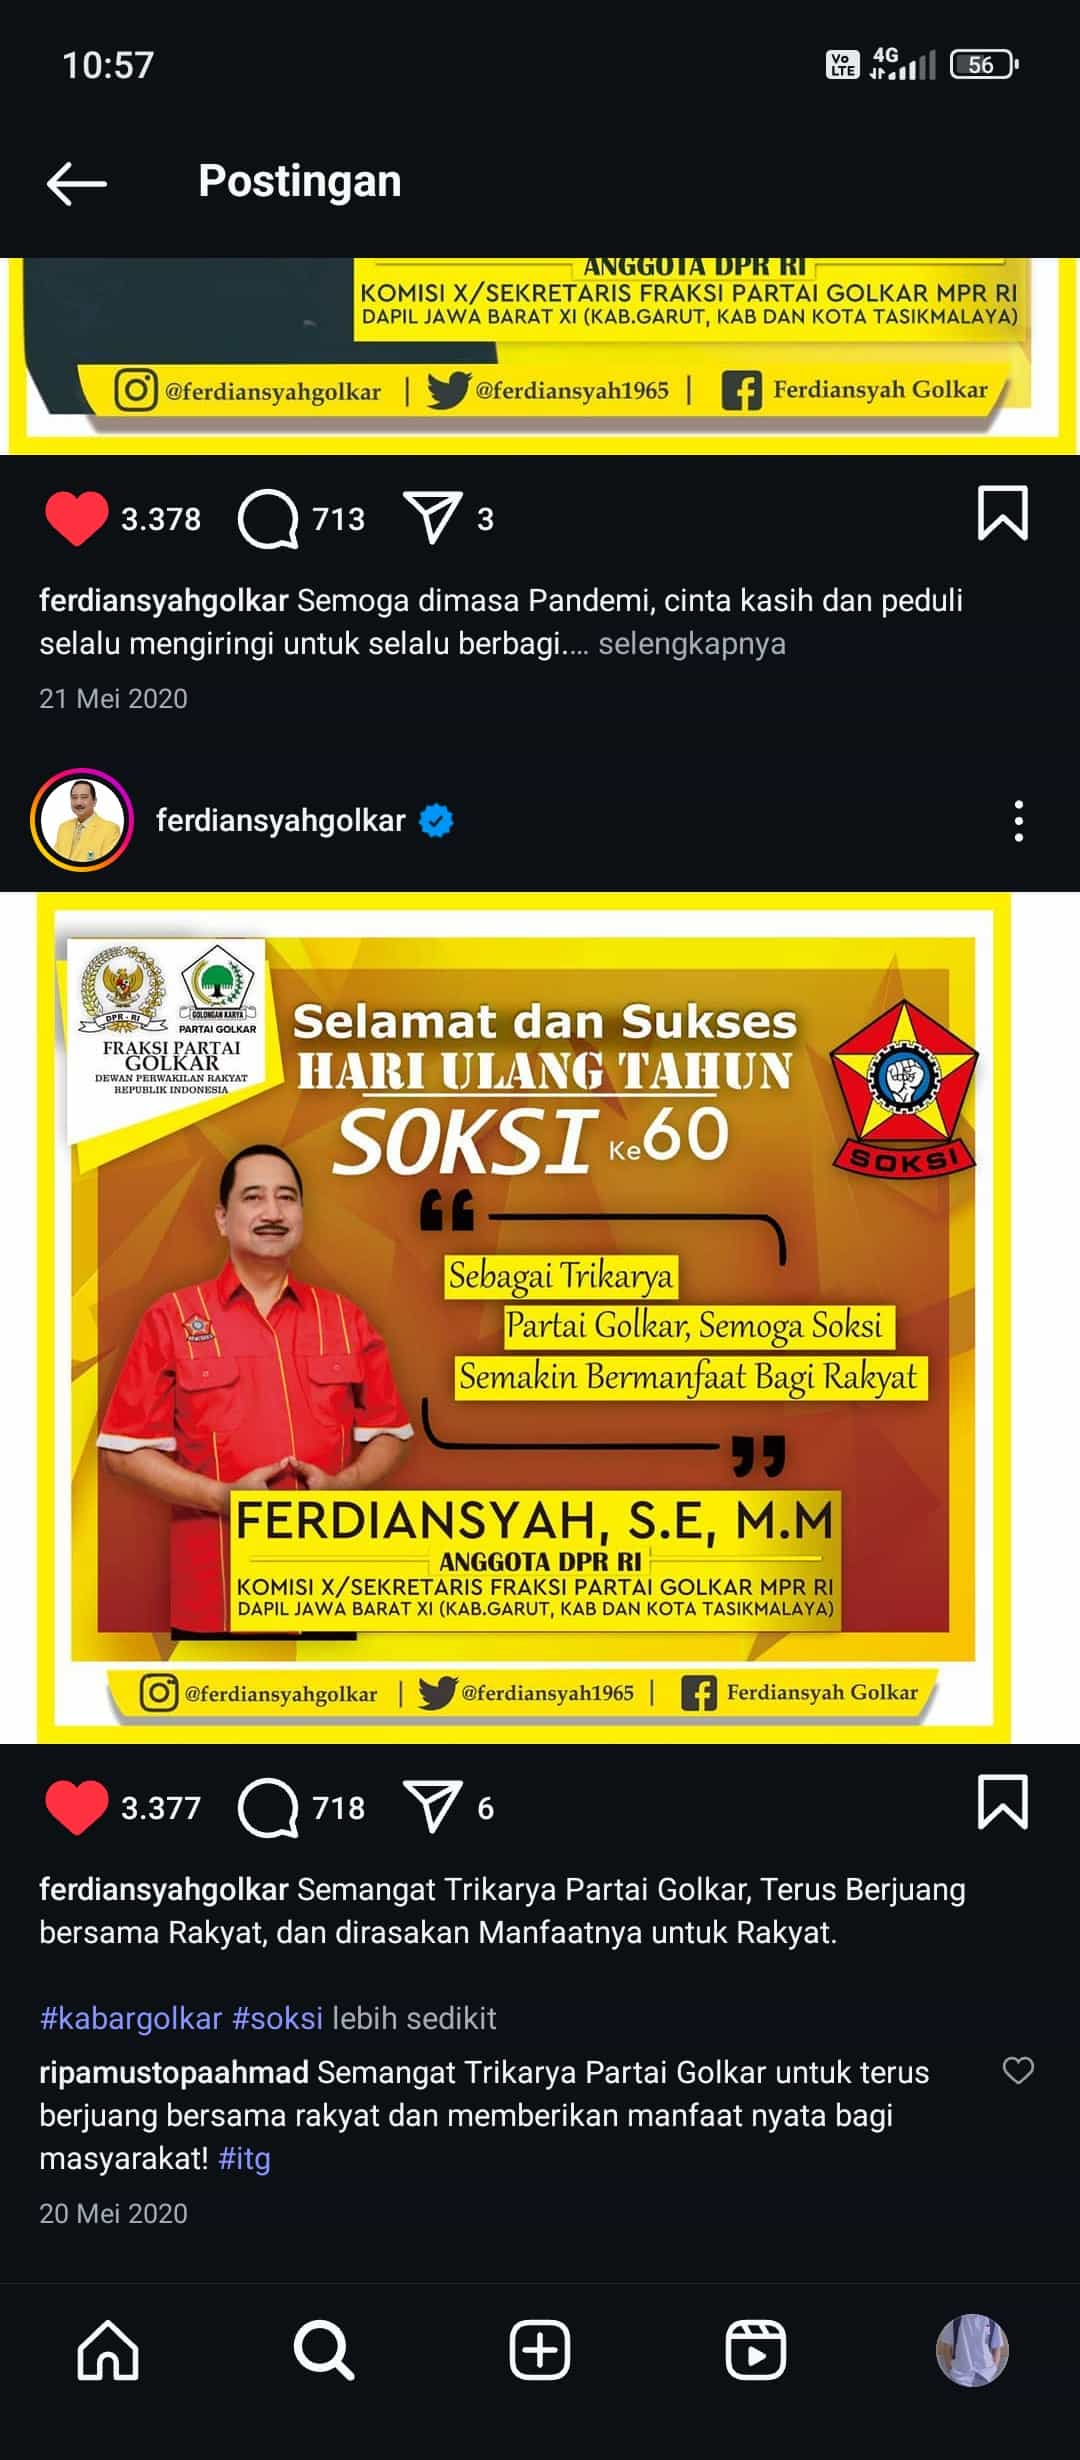 10:57
Vo LTE 4G 56
Postingan
ANGGOTA DPR RI
KOMISI X/SEKRETARIS FRAKSI PARTAI GOLKAR MPR RI
DAPIL JAWA BARAT XI (KAB.GARUT, KAB DAN KOTA TASIKMALAYA)
@ferdiansyahgolkar | @ferdiansyah1965 | Ferdiansyah Golkar
3.378 713 3
ferdiansyahgolkar Semoga dimasa Pandemi, cinta kasih dan peduli
selalu mengiringi untuk selalu berbagi.... selengkapnya
21 Mei 2020
ferdiansyahgolkar
DPR - RI
GOLONGAN KARYA
PARTAI GOLKAR
FRAKSI PARTAI
GOLKAR
DEWAN PERWAKILAN RAKYAT
REPUBLIK INDONESIA
Selamat dan Sukses
HARI ULANG TAHUN
SOKSI Ke60
SOKSI
“
Sebagai Trikarya
Partai Golkar, Semoga Soksi
Semakin Bermanfaat Bagi Rakyat
”
FERDIANSYAH, S.E, M.M
ANGGOTA DPR RI
KOMISI X/SEKRETARIS FRAKSI PARTAI GOLKAR MPR RI
DAPIL JAWA BARAT XI (KAB.GARUT, KAB DAN KOTA TASIKMALAYA)
@ferdiansyahgolkar | @ferdiansyah1965 | Ferdiansyah Golkar
3.377 718 6
ferdiansyahgolkar Semangat Trikarya Partai Golkar, Terus Berjuang
bersama Rakyat, dan dirasakan Manfaatnya untuk Rakyat.
#kabargolkar #soksi lebih sedikit
ripamustopaahmad Semangat Trikarya Partai Golkar untuk terus
berjuang bersama rakyat dan memberikan manfaat nyata bagi
masyarakat! #itg
20 Mei 2020